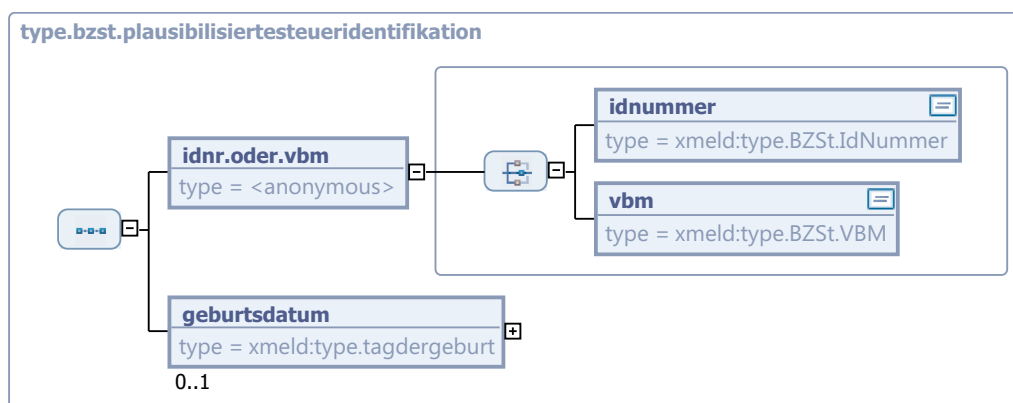 type.bzst.plausibilisiertesteueridentifikation
idnummer
type = xmeld:type.BZSt.IdNummer
idnr.oder.vbm
type = <anonymous>
vbm
type = xmeld:type.BZSt.VBM
geburtsdatum
type = xmeld:type.tagdergeburt
0..1